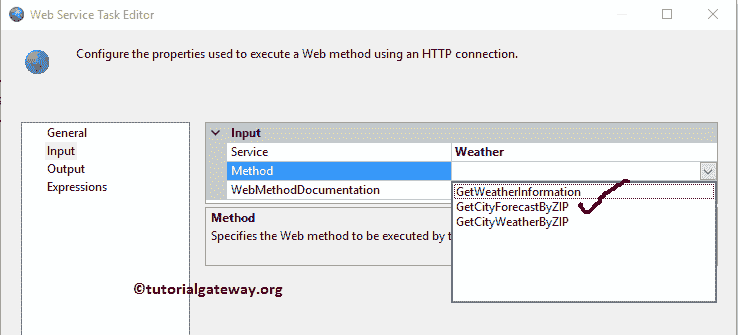 Web Service Task Editor
Configure the properties used to execute a Web method using an HTTP connection.
General
Input
Output
Expressions
Input
Service Weather
Method
WebMethodDocumentation
GetWeatherInformation
GetCityForecastByZIP
GetCityWeatherByZIP
Method
Specifies the Web method to be executed by t
©tutorialgateway.org